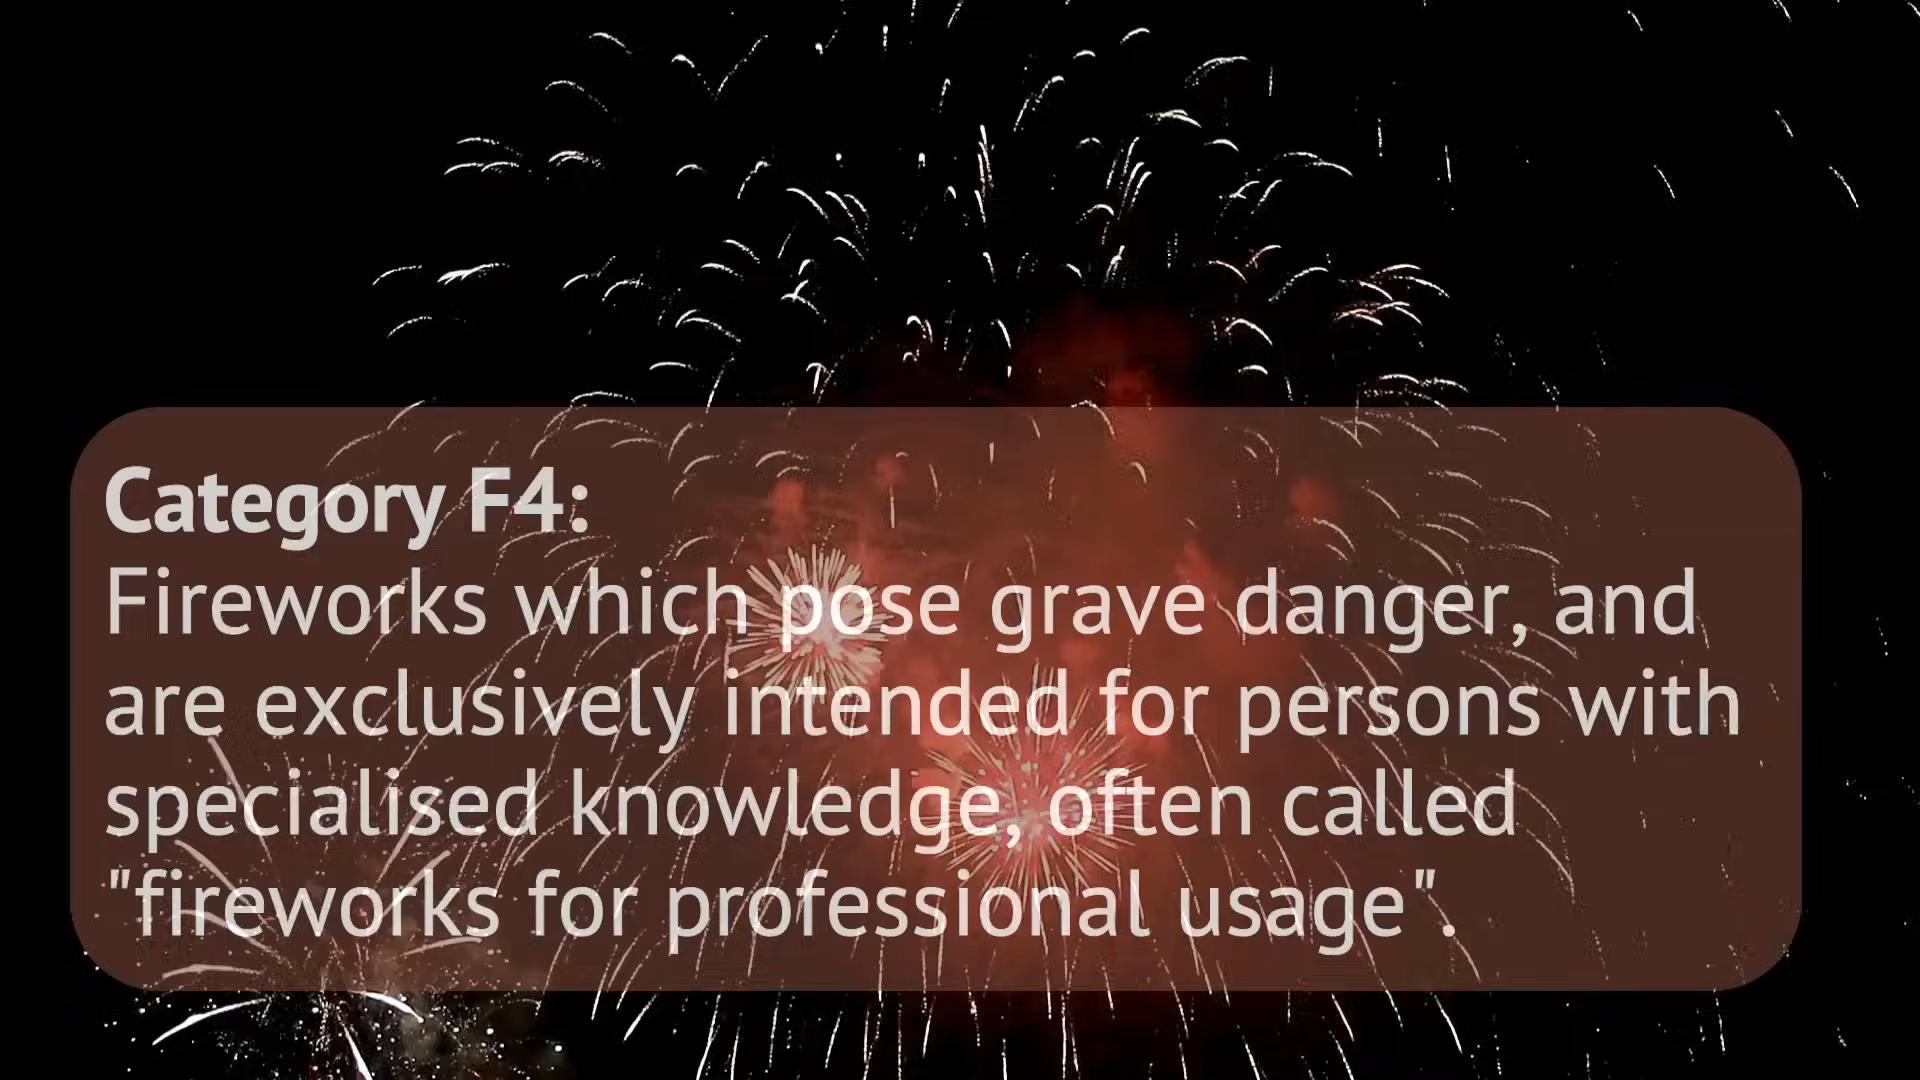 Category F4:
Fireworks which pose grave danger, and
are exclusively intended for persons with
specialised knowledge, often called
"fireworks for professional usage".